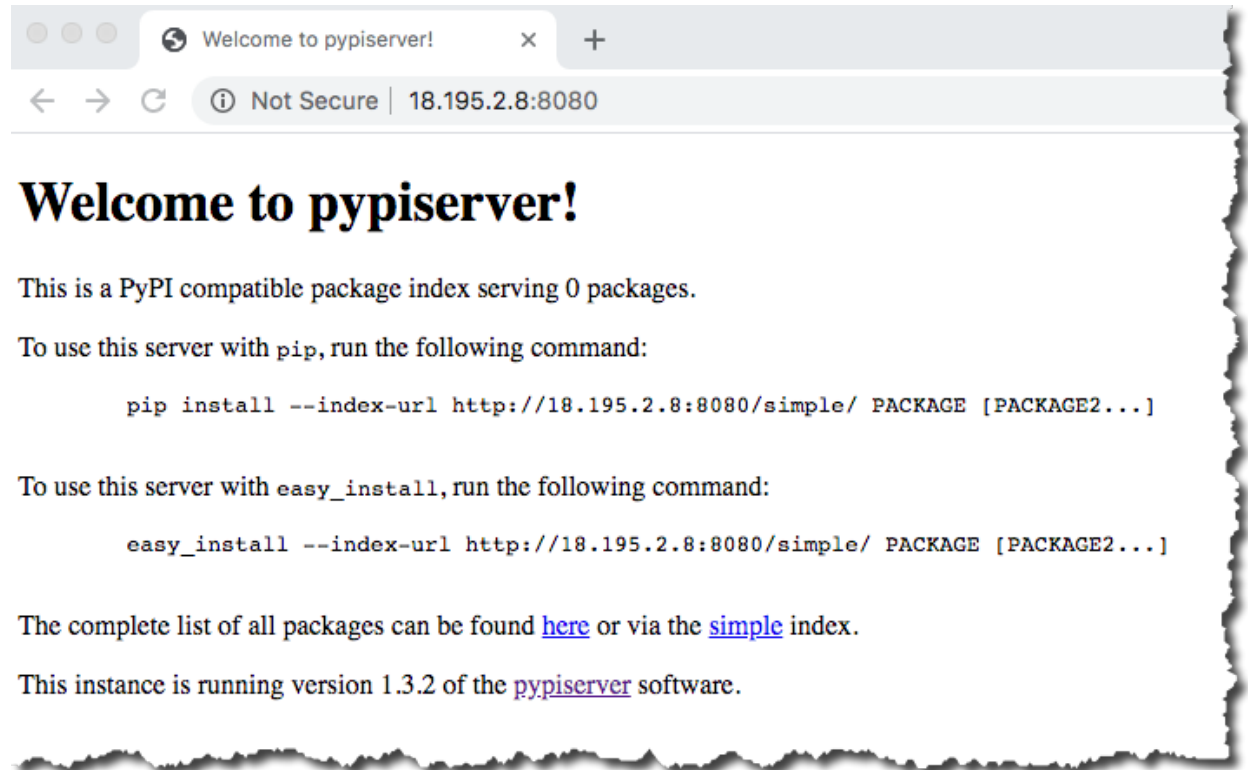 Welcome to pypiserver!
Not Secure | 18.195.2.8:8080
Welcome to pypiserver!
This is a PyPI compatible package index serving 0 packages.
To use this server with pip, run the following command:
pip install --index-url http://18.195.2.8:8080/simple/ PACKAGE [PACKAGE2...]
To use this server with easy_install, run the following command:
easy_install --index-url http://18.195.2.8:8080/simple/ PACKAGE [PACKAGE2...]
The complete list of all packages can be found here or via the simple index.
This instance is running version 1.3.2 of the pypiserver software.